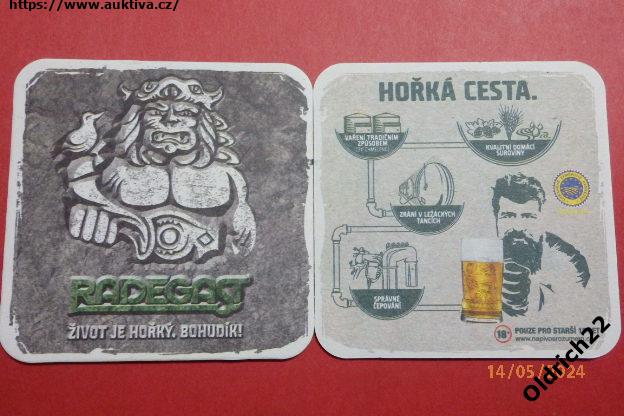 https://www.auktiva.cz/
RADEGAST
ŽIVOT JE HOŘKÝ. BOHUDÍK!
HOŘKÁ CESTA.
VAŘENÍ TRADIČNÍM
ZPŮSOBEM
KVALITNÍ DOMÁCÍ
SUROVINY
ZRÁNÍ V LEŽÁCKÝCH
TANCÍCH
SPRÁVNÉ
ČEPOVÁNÍ
18+ POUZE PRO STARŠÍ LET
www.napivosrozumem.cz
14/05/2024
Oldrich22